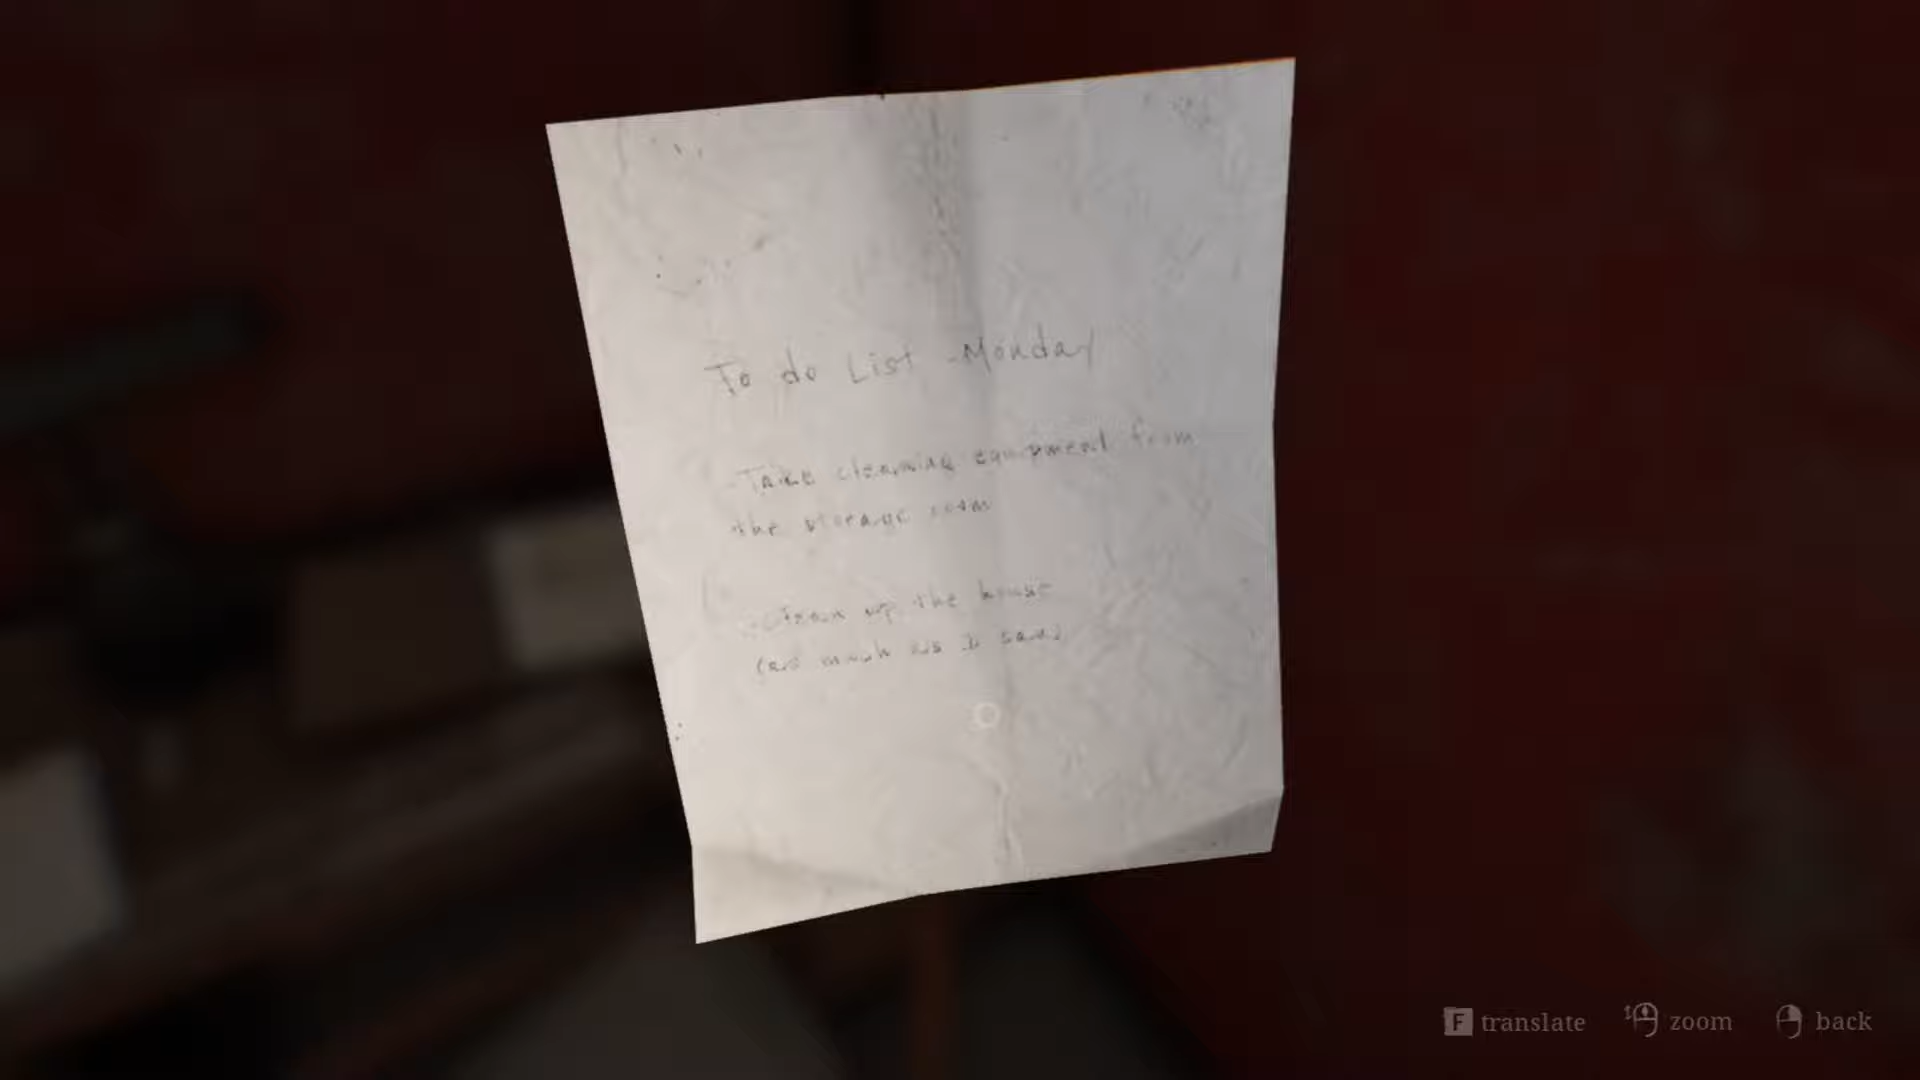 To do List - Monday
- Take cleaning equipment from
the storage room
- Clean up the house
(as much as I can)
F translate
zoom
back